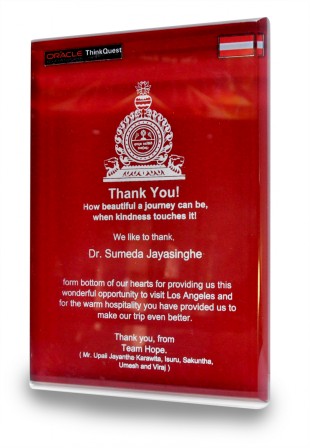 ORACLE ThinkQuest
Thank You!
How beautiful a journey can be,
when kindness touches it!
We like to thank,
Dr. Sumeda Jayasinghe
form bottom of our hearts for providing us this
wonderful opportunity to visit Los Angeles and
for the warm hospitality you have provided us to
make our trip even better.
Thank you, from
Team Hope.
( Mr. Upali Jayantha Karawita, Isuru, Sakuntha,
Umesh and Viraj )